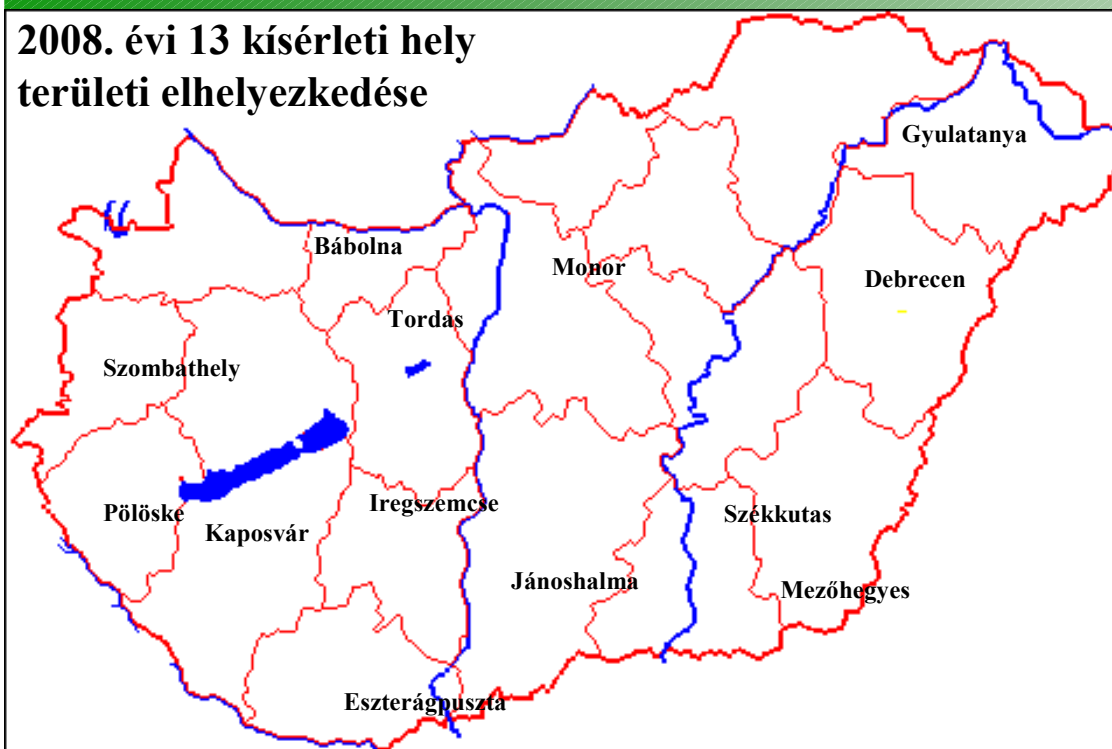 2008. évi 13 kísérleti hely
területi elhelyezkedése
Gyulatanya
Bábolna
Monor
Debrecen
Tordas
Szombathely
Pölöske
Iregszemcse
Kaposvár
Székkutas
Jánoshalma
Mezőhegyes
Eszterágpuszta